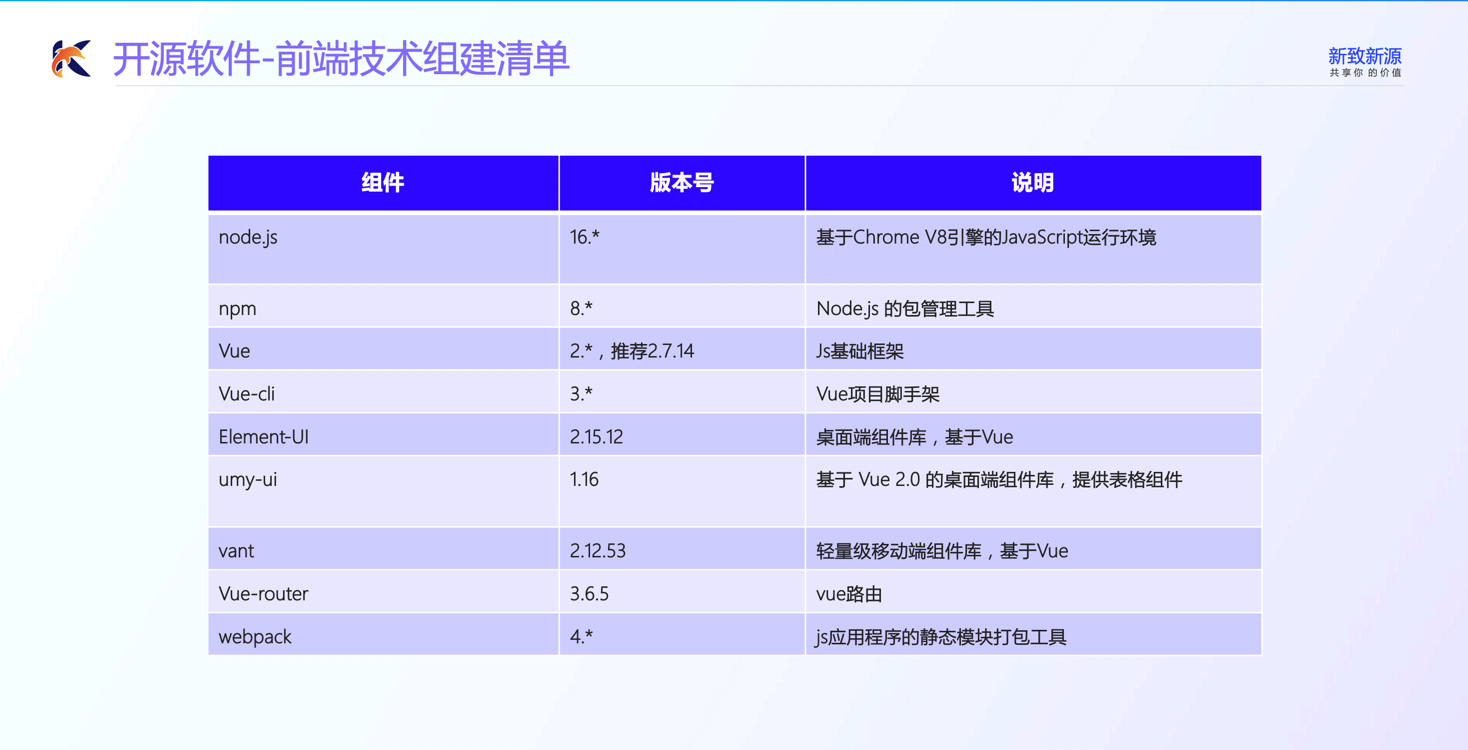 开源软件-前端技术组建清单
新致新源
共享你 的价值
组件 版本号 说明
node.js 16.* 基于Chrome V8引擎的JavaScript运行环境
npm 8.* Node.js 的包管理工具
Vue 2.*，推荐2.7.14 Js基础框架
Vue-cli 3.* Vue项目脚手架
Element-UI 2.15.12 桌面端组件库，基于Vue
umy-ui 1.16 基于 Vue 2.0 的桌面端组件库，提供表格组件
vant 2.12.53 轻量级移动端组件库，基于Vue
Vue-router 3.6.5 vue路由
webpack 4.* js应用程序的静态模块打包工具